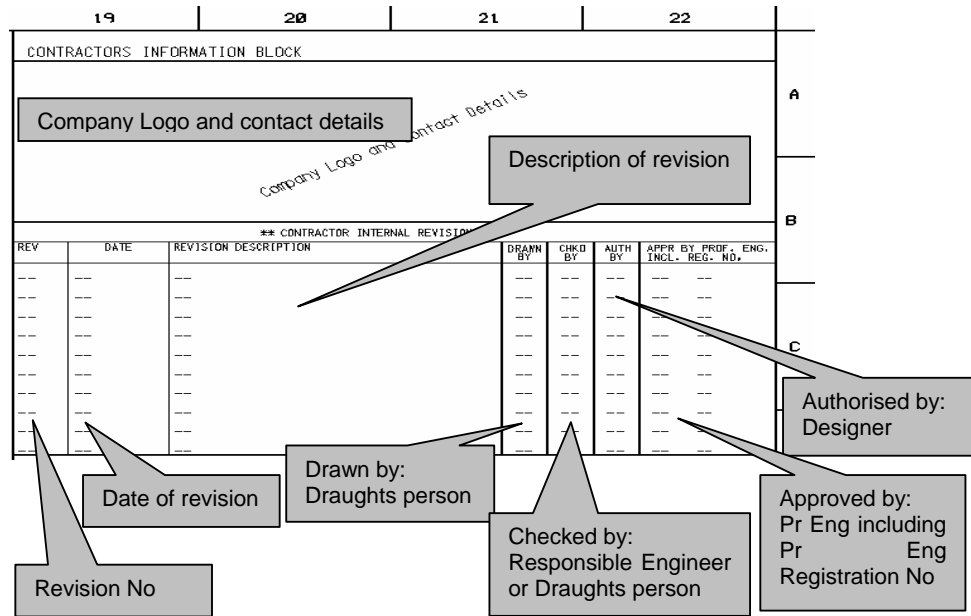 19 20 21 22
CONTRACTORS INFORMATION BLOCK
A
Company Logo and contact details
Company Logo and Contact Details
Description of revision
B
** CONTRACTOR INTERNAL REVISION
REV DATE REVISION DESCRIPTION DRAWN BY CHKD BY AUTH BY APPR BY PROF. ENG. INCL. REG. NO.
-- -- -- -- -- -- -- --
-- -- -- -- -- -- -- --
-- -- -- -- -- -- -- --
-- -- -- -- -- -- -- --
C
-- -- -- -- -- -- -- --
-- -- -- -- -- -- -- --
-- -- -- -- -- -- -- --
-- -- -- -- -- -- -- --
-- -- -- -- -- -- -- --
-- -- -- -- -- -- -- --
Authorised by:
Designer
Drawn by:
Draughts person
Date of revision
Approved by:
Pr Eng including
Pr Eng
Registration No
Checked by:
Responsible Engineer
or Draughts person
Revision No